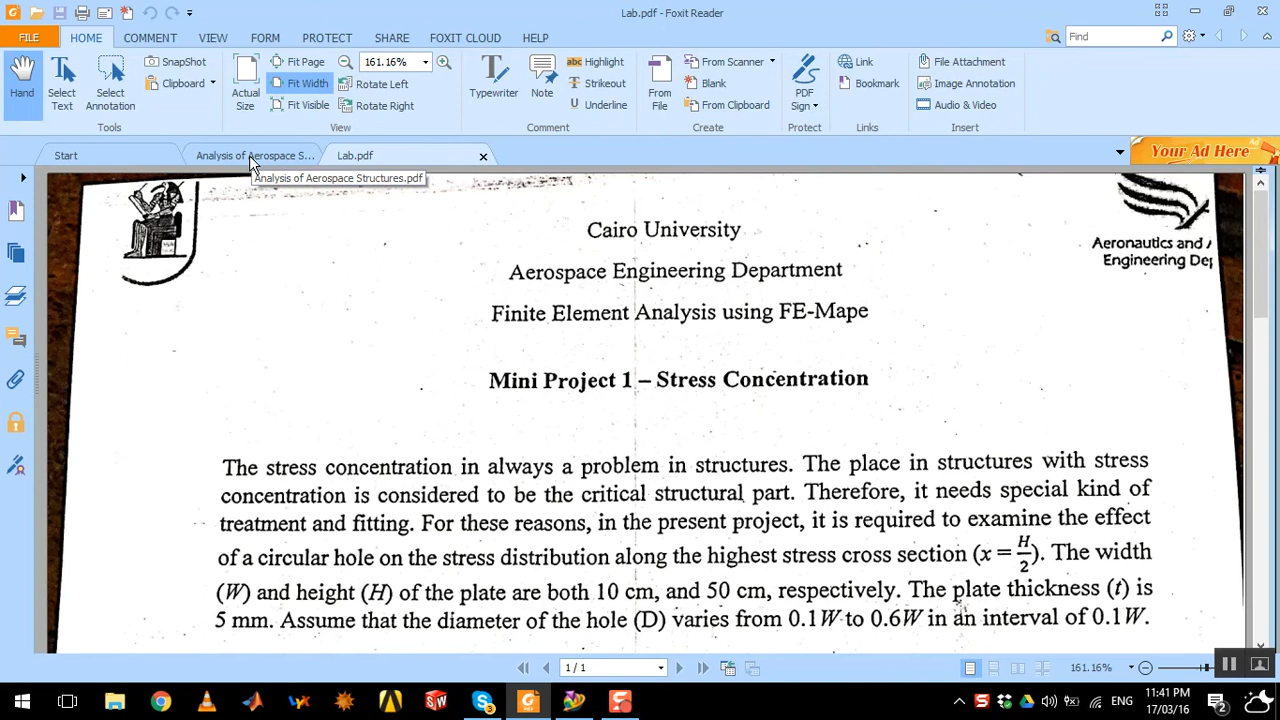 Lab.pdf - Foxit Reader
FILE HOME COMMENT VIEW FORM PROTECT SHARE FOXIT CLOUD HELP
Find
Hand
Select Text
Select Annotation
SnapShot
Clipboard
Tools
Actual Size
Fit Page
Fit Width
Fit Visible
161.16%
Rotate Left
Rotate Right
View
Typewriter
Note
Highlight
Strikeout
Underline
Comment
From File
From Scanner
Blank
From Clipboard
Create
PDF Sign
Protect
Link
Bookmark
Links
File Attachment
Image Annotation
Audio & Video
Insert
Start
Analysis of Aerospace S...
Lab.pdf
Your Ad Here
Analysis of Aerospace Structures.pdf
Cairo University
Aeronautics and
Aerospace Engineering Department
Engineering
Finite Element Analysis using FE-Mape
Mini Project 1 – Stress Concentration
The stress concentration in always a problem in structures. The place in structures with stress
concentration is considered to be the critical structural part. Therefore, it needs special kind of
treatment and fitting. For these reasons, in the present project, it is required to examine the effect
of a circular hole on the stress distribution along the highest stress cross section (x = H/2). The width
(W) and height (H) of the plate are both 10 cm, and 50 cm, respectively. The plate thickness (t) is
5 mm. Assume that the diameter of the hole (D) varies from 0.1W to 0.6W in an interval of 0.1W.
1 / 1
161.16%
ENG
11:41 PM
17/03/16
2